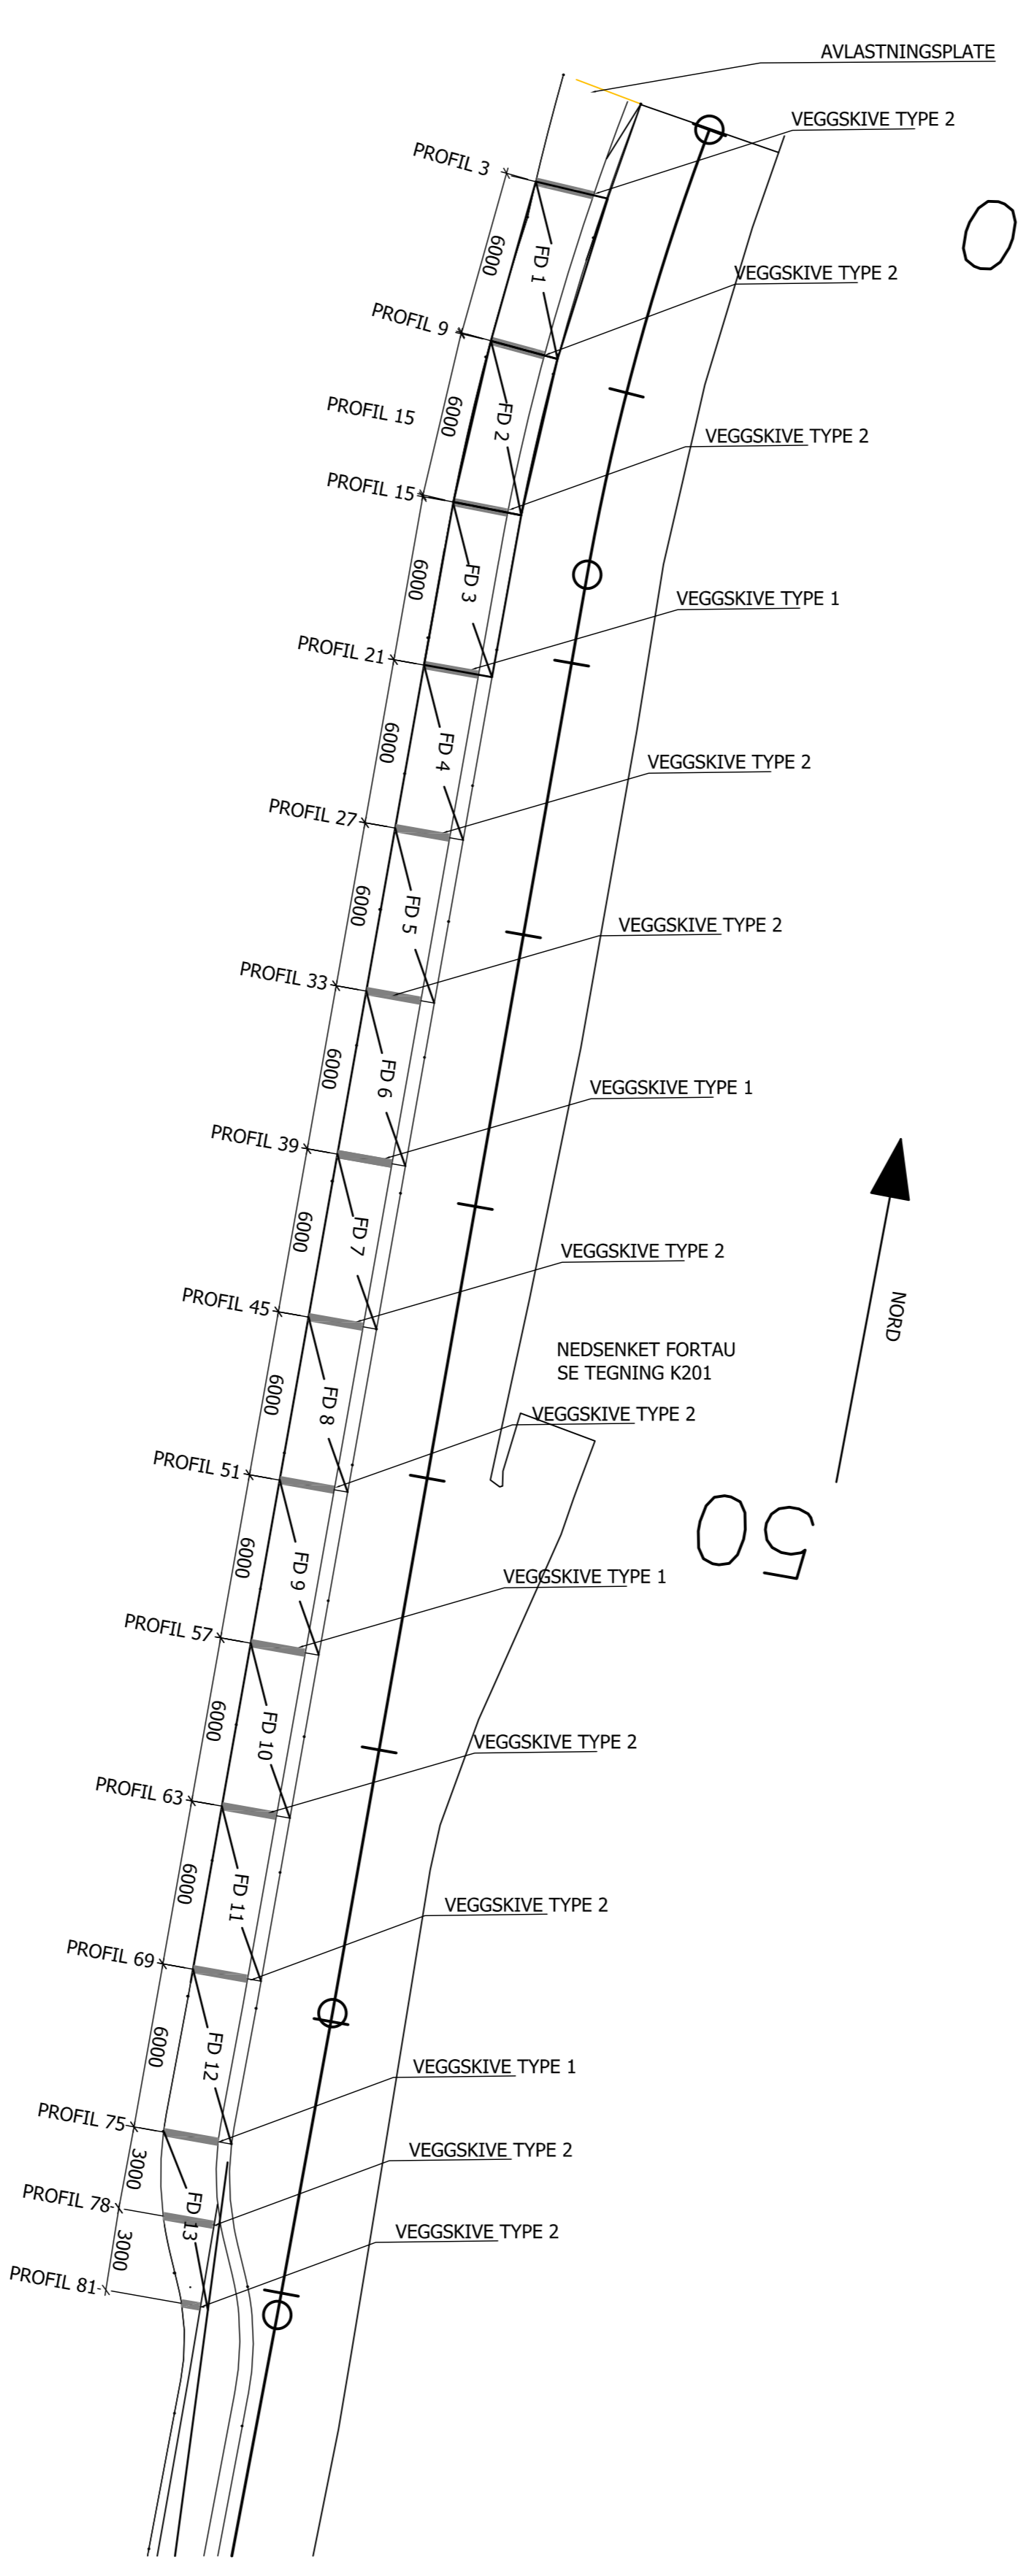 AVLASTNINGSPLATE
VEGGSKIVE TYPE 2
PROFIL 3
0
6000
FD 1
VEGGSKIVE TYPE 2
PROFIL 9
6000
FD 2
PROFIL 15
VEGGSKIVE TYPE 2
PROFIL 15
6000
FD 3
VEGGSKIVE TYPE 1
PROFIL 21
6000
FD 4
VEGGSKIVE TYPE 2
PROFIL 27
6000
FD 5
VEGGSKIVE TYPE 2
PROFIL 33
6000
FD 6
VEGGSKIVE TYPE 1
PROFIL 39
6000
FD 7
VEGGSKIVE TYPE 2
PROFIL 45
NORD
NEDSENKET FORTAU
SE TEGNING K201
6000
FD 8
VEGGSKIVE TYPE 2
PROFIL 51
50
6000
FD 9
VEGGSKIVE TYPE 1
PROFIL 57
6000
FD 10
VEGGSKIVE TYPE 2
PROFIL 63
6000
FD 11
VEGGSKIVE TYPE 2
PROFIL 69
6000
FD 12
VEGGSKIVE TYPE 1
PROFIL 75
3000
VEGGSKIVE TYPE 2
PROFIL 78
FD 13
3000
VEGGSKIVE TYPE 2
PROFIL 81